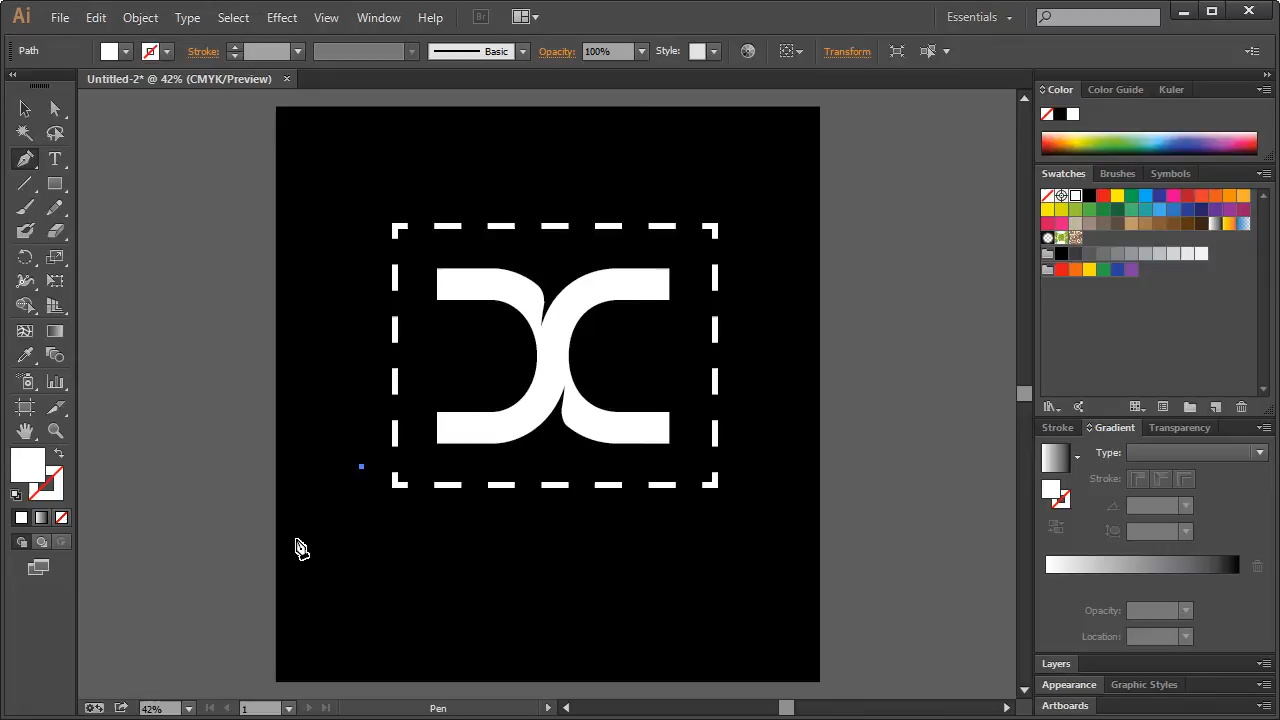 Ai File Edit Object Type Select Effect View Window Help Br Essentials
Path Stroke: Basic Opacity: 100% Style: Transform
Untitled-2* @ 42% (CMYK/Preview) ×
Color Color Guide Kuler
Swatches Brushes Symbols
T
Stroke Gradient Transparency
Type:
Stroke:
Opacity:
Location:
Layers
Appearance Graphic Styles
Artboards
42% 1 Pen